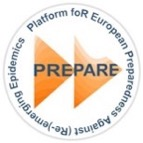 Platform foR European Preparedness Against (Re-)emerging Epidemics
PREPARE